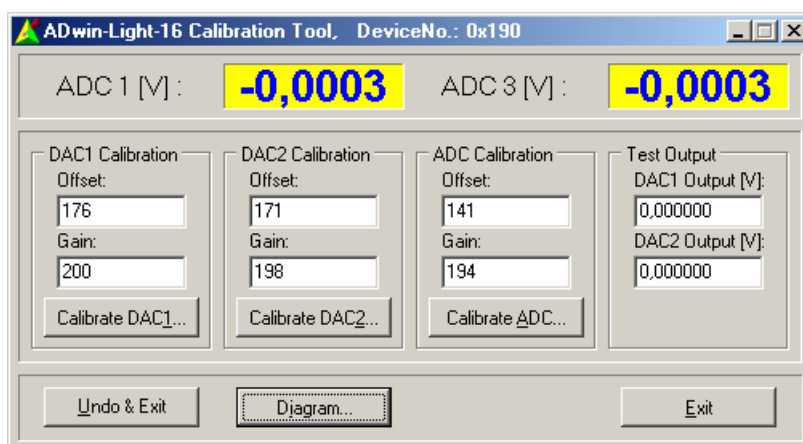 ADwin-Light-16 Calibration Tool, DeviceNo.: 0x190
ADC 1 [V] : -0,0003 ADC 3 [V] : -0,0003
DAC1 Calibration DAC2 Calibration ADC Calibration Test Output
Offset: Offset: Offset: DAC1 Output [V]:
176 171 141 0,000000
Gain: Gain: Gain: DAC2 Output [V]:
200 198 194 0,000000
Calibrate DAC1... Calibrate DAC2... Calibrate ADC...
Undo & Exit Diagram... Exit